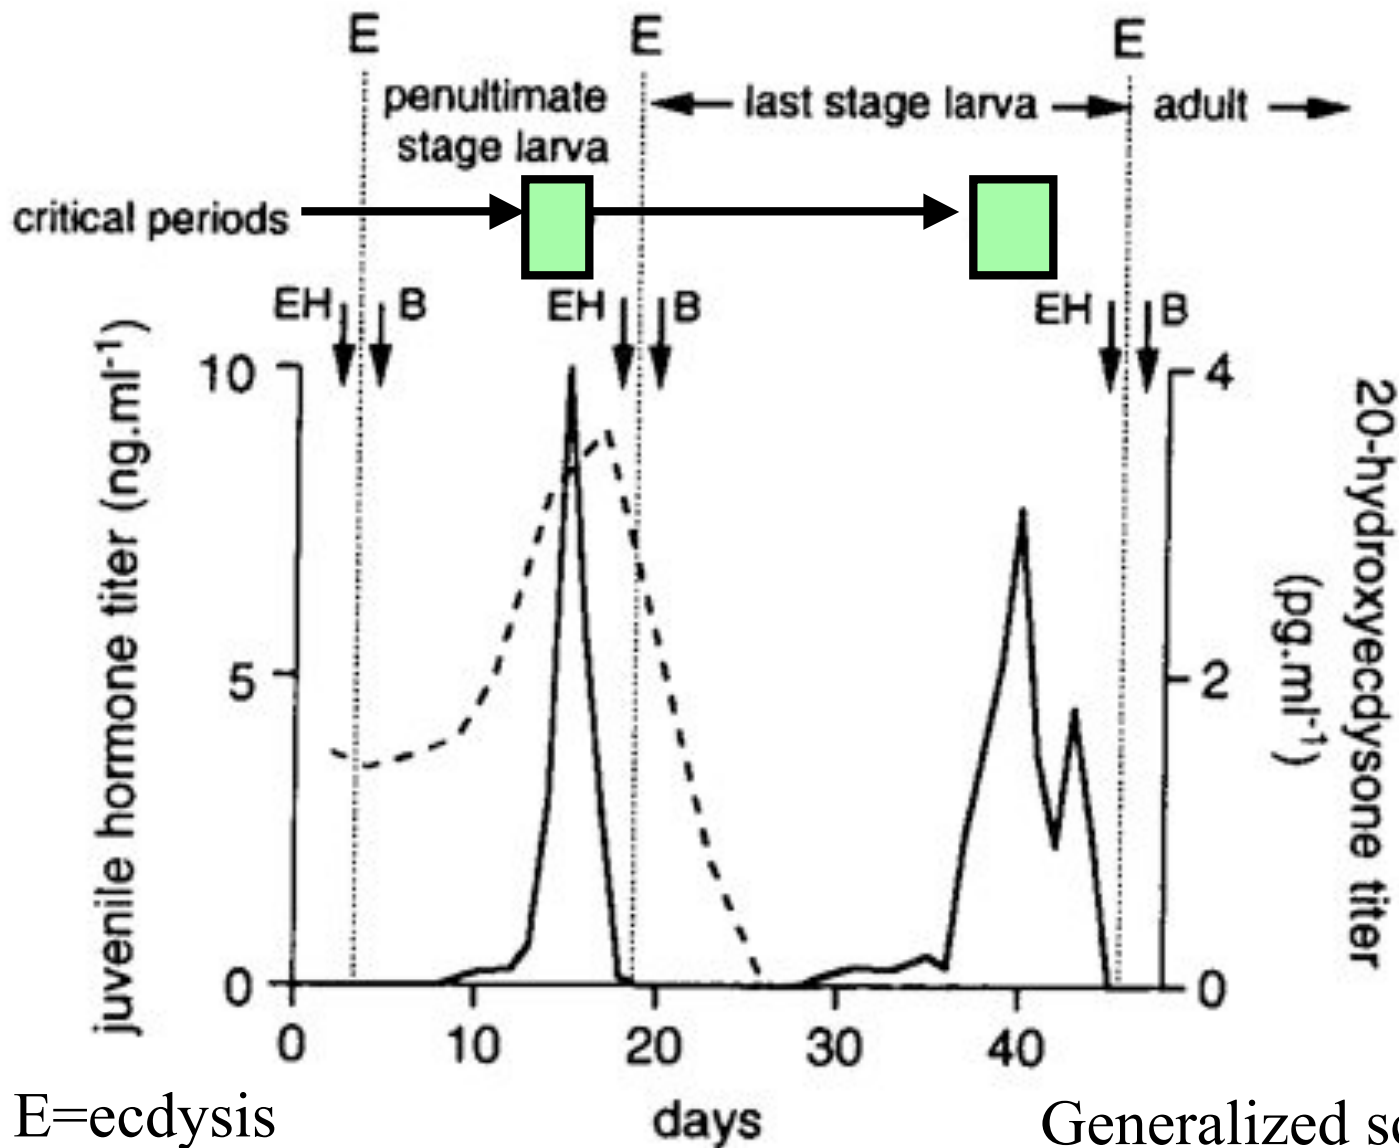 E
E
E
penultimate
stage larva
last stage larva
adult
critical periods
EH
B
EH
B
EH
B
juvenile hormone titer (ng.ml-1)
10
5
0
4
2
0
20-hydroxyecdysone titer
(pg.ml-1)
0
10
20
30
40
days
E=ecdysis
Generalized